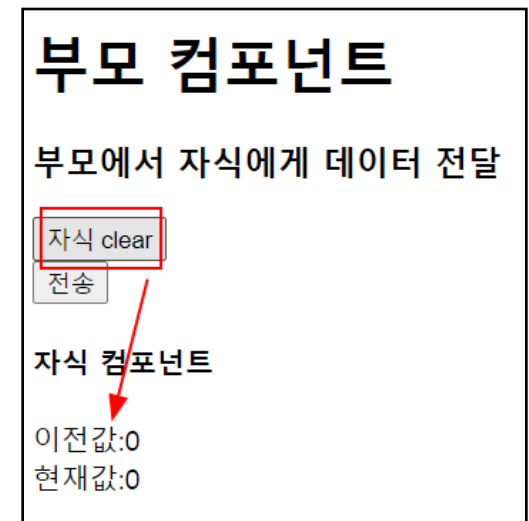 부모 컴포넌트
부모에서 자식에게 데이터 전달
자식 clear
전송
자식 컴포넌트
이전값:0
현재값:0